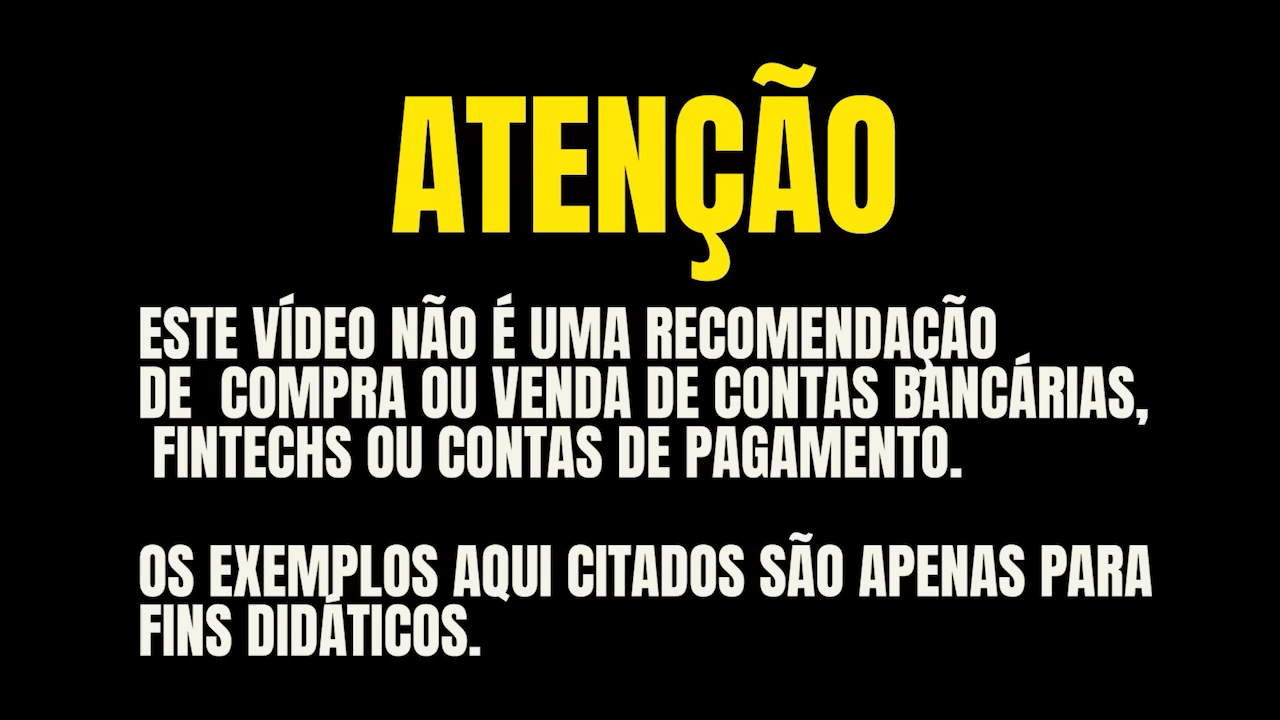 ATENÇÃO
ESTE VÍDEO NÃO É UMA RECOMENDAÇÃO
DE COMPRA OU VENDA DE CONTAS BANCÁRIAS,
FINTECHS OU CONTAS DE PAGAMENTO.
OS EXEMPLOS AQUI CITADOS SÃO APENAS PARA
FINS DIDÁTICOS.